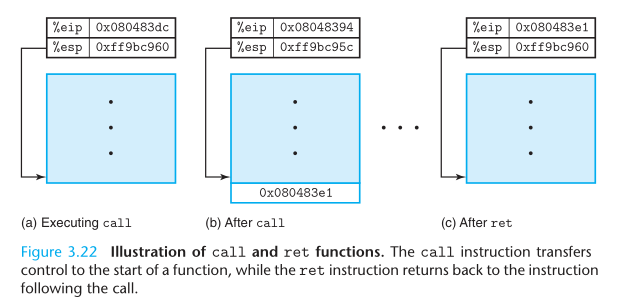 %eip 0x080483dc
%esp 0xff9bc960
%eip 0x08048394
%esp 0xff9bc95c
0x080483e1
%eip 0x080483e1
%esp 0xff9bc960
(a) Executing call
(b) After call
(c) After ret
Figure 3.22 Illustration of call and ret functions. The call instruction transfers
control to the start of a function, while the ret instruction returns back to the instruction
following the call.